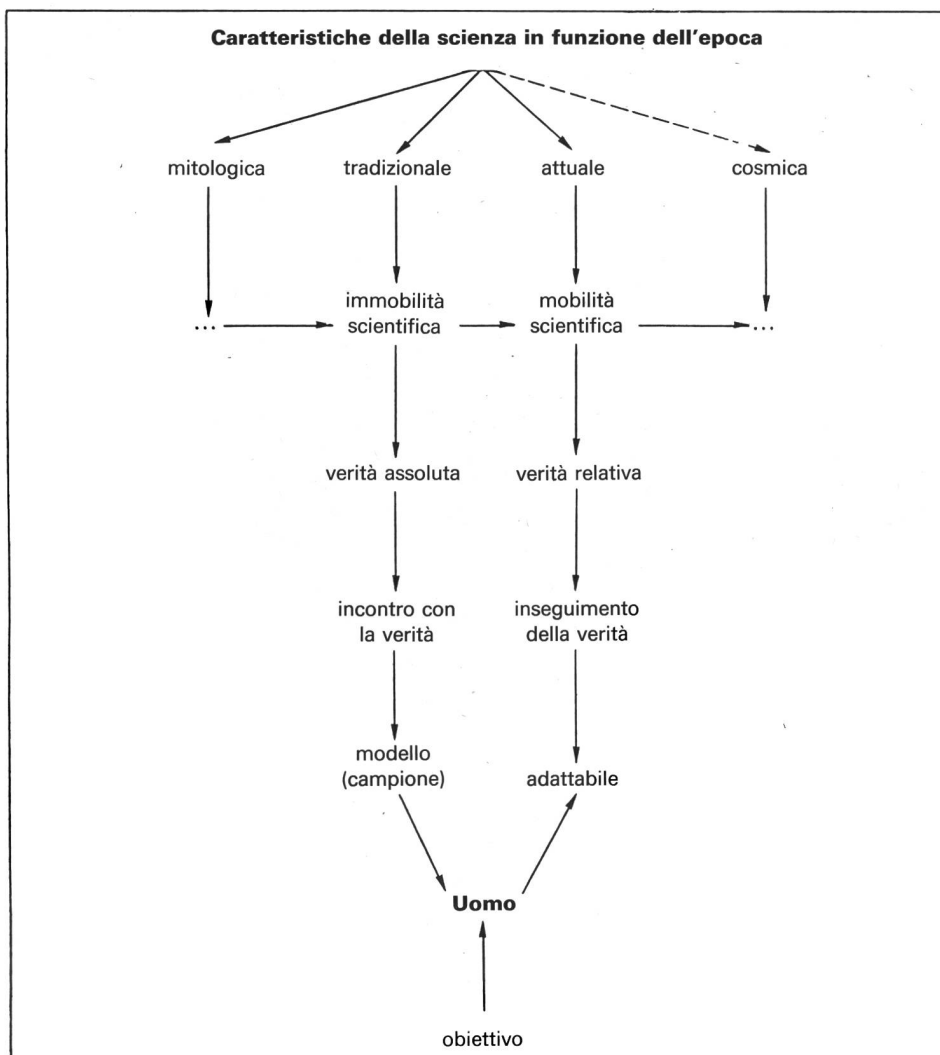 Caratteristiche della scienza in funzione dell'epoca
mitologica tradizionale attuale cosmica
immobilità mobilità
... scientifica scientifica ...
verità assoluta verità relativa
incontro con inseguimento
la verità della verità
modello
(campione) adattabile
Uomo
obiettivo